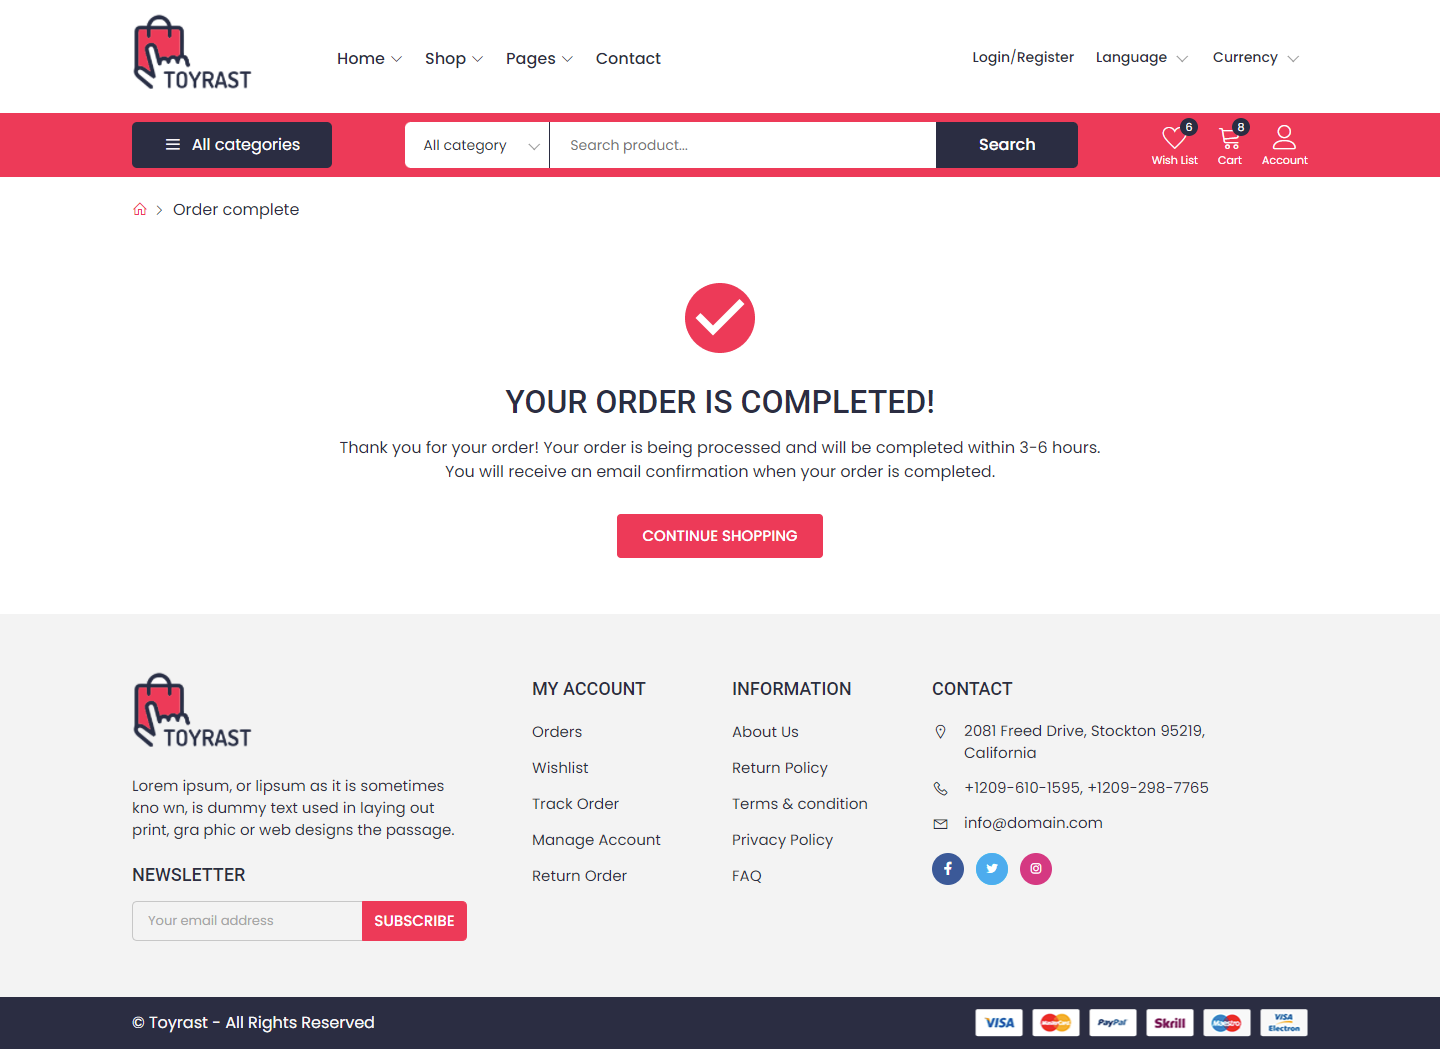 TOYRAST
Home
Shop
Pages
Contact
Login/Register
Language
Currency
All categories
All category
Search product...
Search
6
Wish List
8
Cart
Account
Order complete
YOUR ORDER IS COMPLETED!
Thank you for your order! Your order is being processed and will be completed within 3-6 hours.
You will receive an email confirmation when your order is completed.
CONTINUE SHOPPING
TOYRAST
Lorem ipsum, or lipsum as it is sometimes
kno wn, is dummy text used in laying out
print, gra phic or web designs the passage.
NEWSLETTER
Your email address
SUBSCRIBE
MY ACCOUNT
Orders
Wishlist
Track Order
Manage Account
Return Order
INFORMATION
About Us
Return Policy
Terms & condition
Privacy Policy
FAQ
CONTACT
2081 Freed Drive, Stockton 95219,
California
+1209-610-1595, +1209-298-7765
info@domain.com
© Toyrast - All Rights Reserved
VISA
MasterCard
PayPal
Skrill
Maestro
VISA
Electron